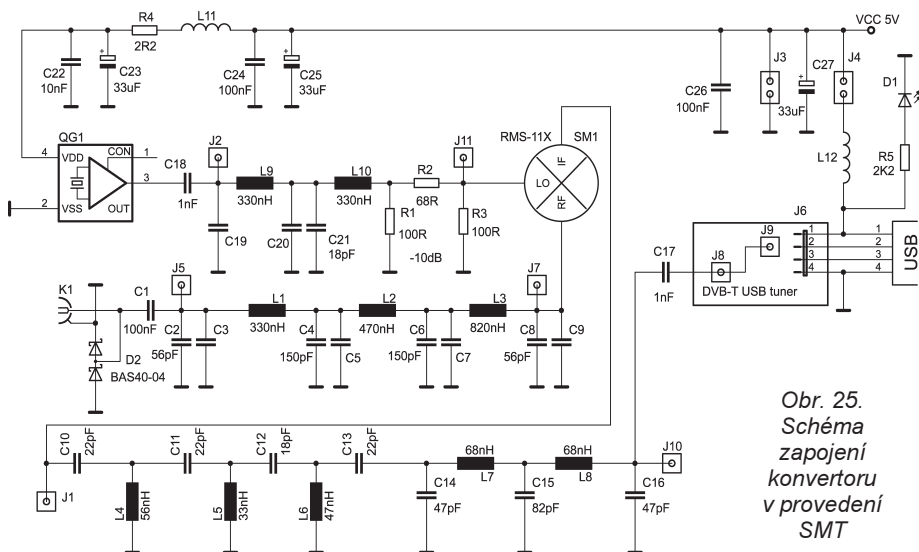 R4
2R2
L11
VCC 5V
C22
10nF
C23
33uF
+
C24
100nF
C25
33uF
+
C26
100nF
J3
C27
33uF
+
J4
D1
L12
R5
2K2
QG1
4
VDD
CON
1
3
2
VSS
OUT
C18
1nF
J2
L9
330nH
L10
330nH
R2
68R
J11
C19
C20
C21
18pF
R1
100R
R3
100R
-10dB
RMS-11X
SM1
IF
LO
RF
K1
C1
100nF
J5
D2
BAS40-04
C2
56pF
C3
L1
330nH
C4
150pF
C5
L2
470nH
C6
150pF
C7
L3
820nH
J7
C8
56pF
C9
C17
1nF
J6
J9
J8
DVB-T USB tuner
1
2
3
4
1
2
3
4
USB
C10
22pF
C11
22pF
C12
18pF
C13
22pF
J1
L4
56nH
L5
33nH
L6
47nH
68nH
L7
68nH
L8
C14
47pF
C15
82pF
C16
47pF
J10
Obr. 25.
Schéma
zapojení
konvertoru
v provedení
SMT